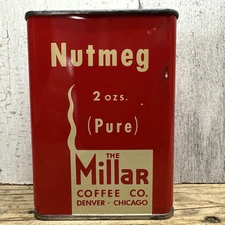 Nutmeg
2 ozs.
(Pure)
THE
Millar
COFFEE CO.
DENVER · CHICAGO